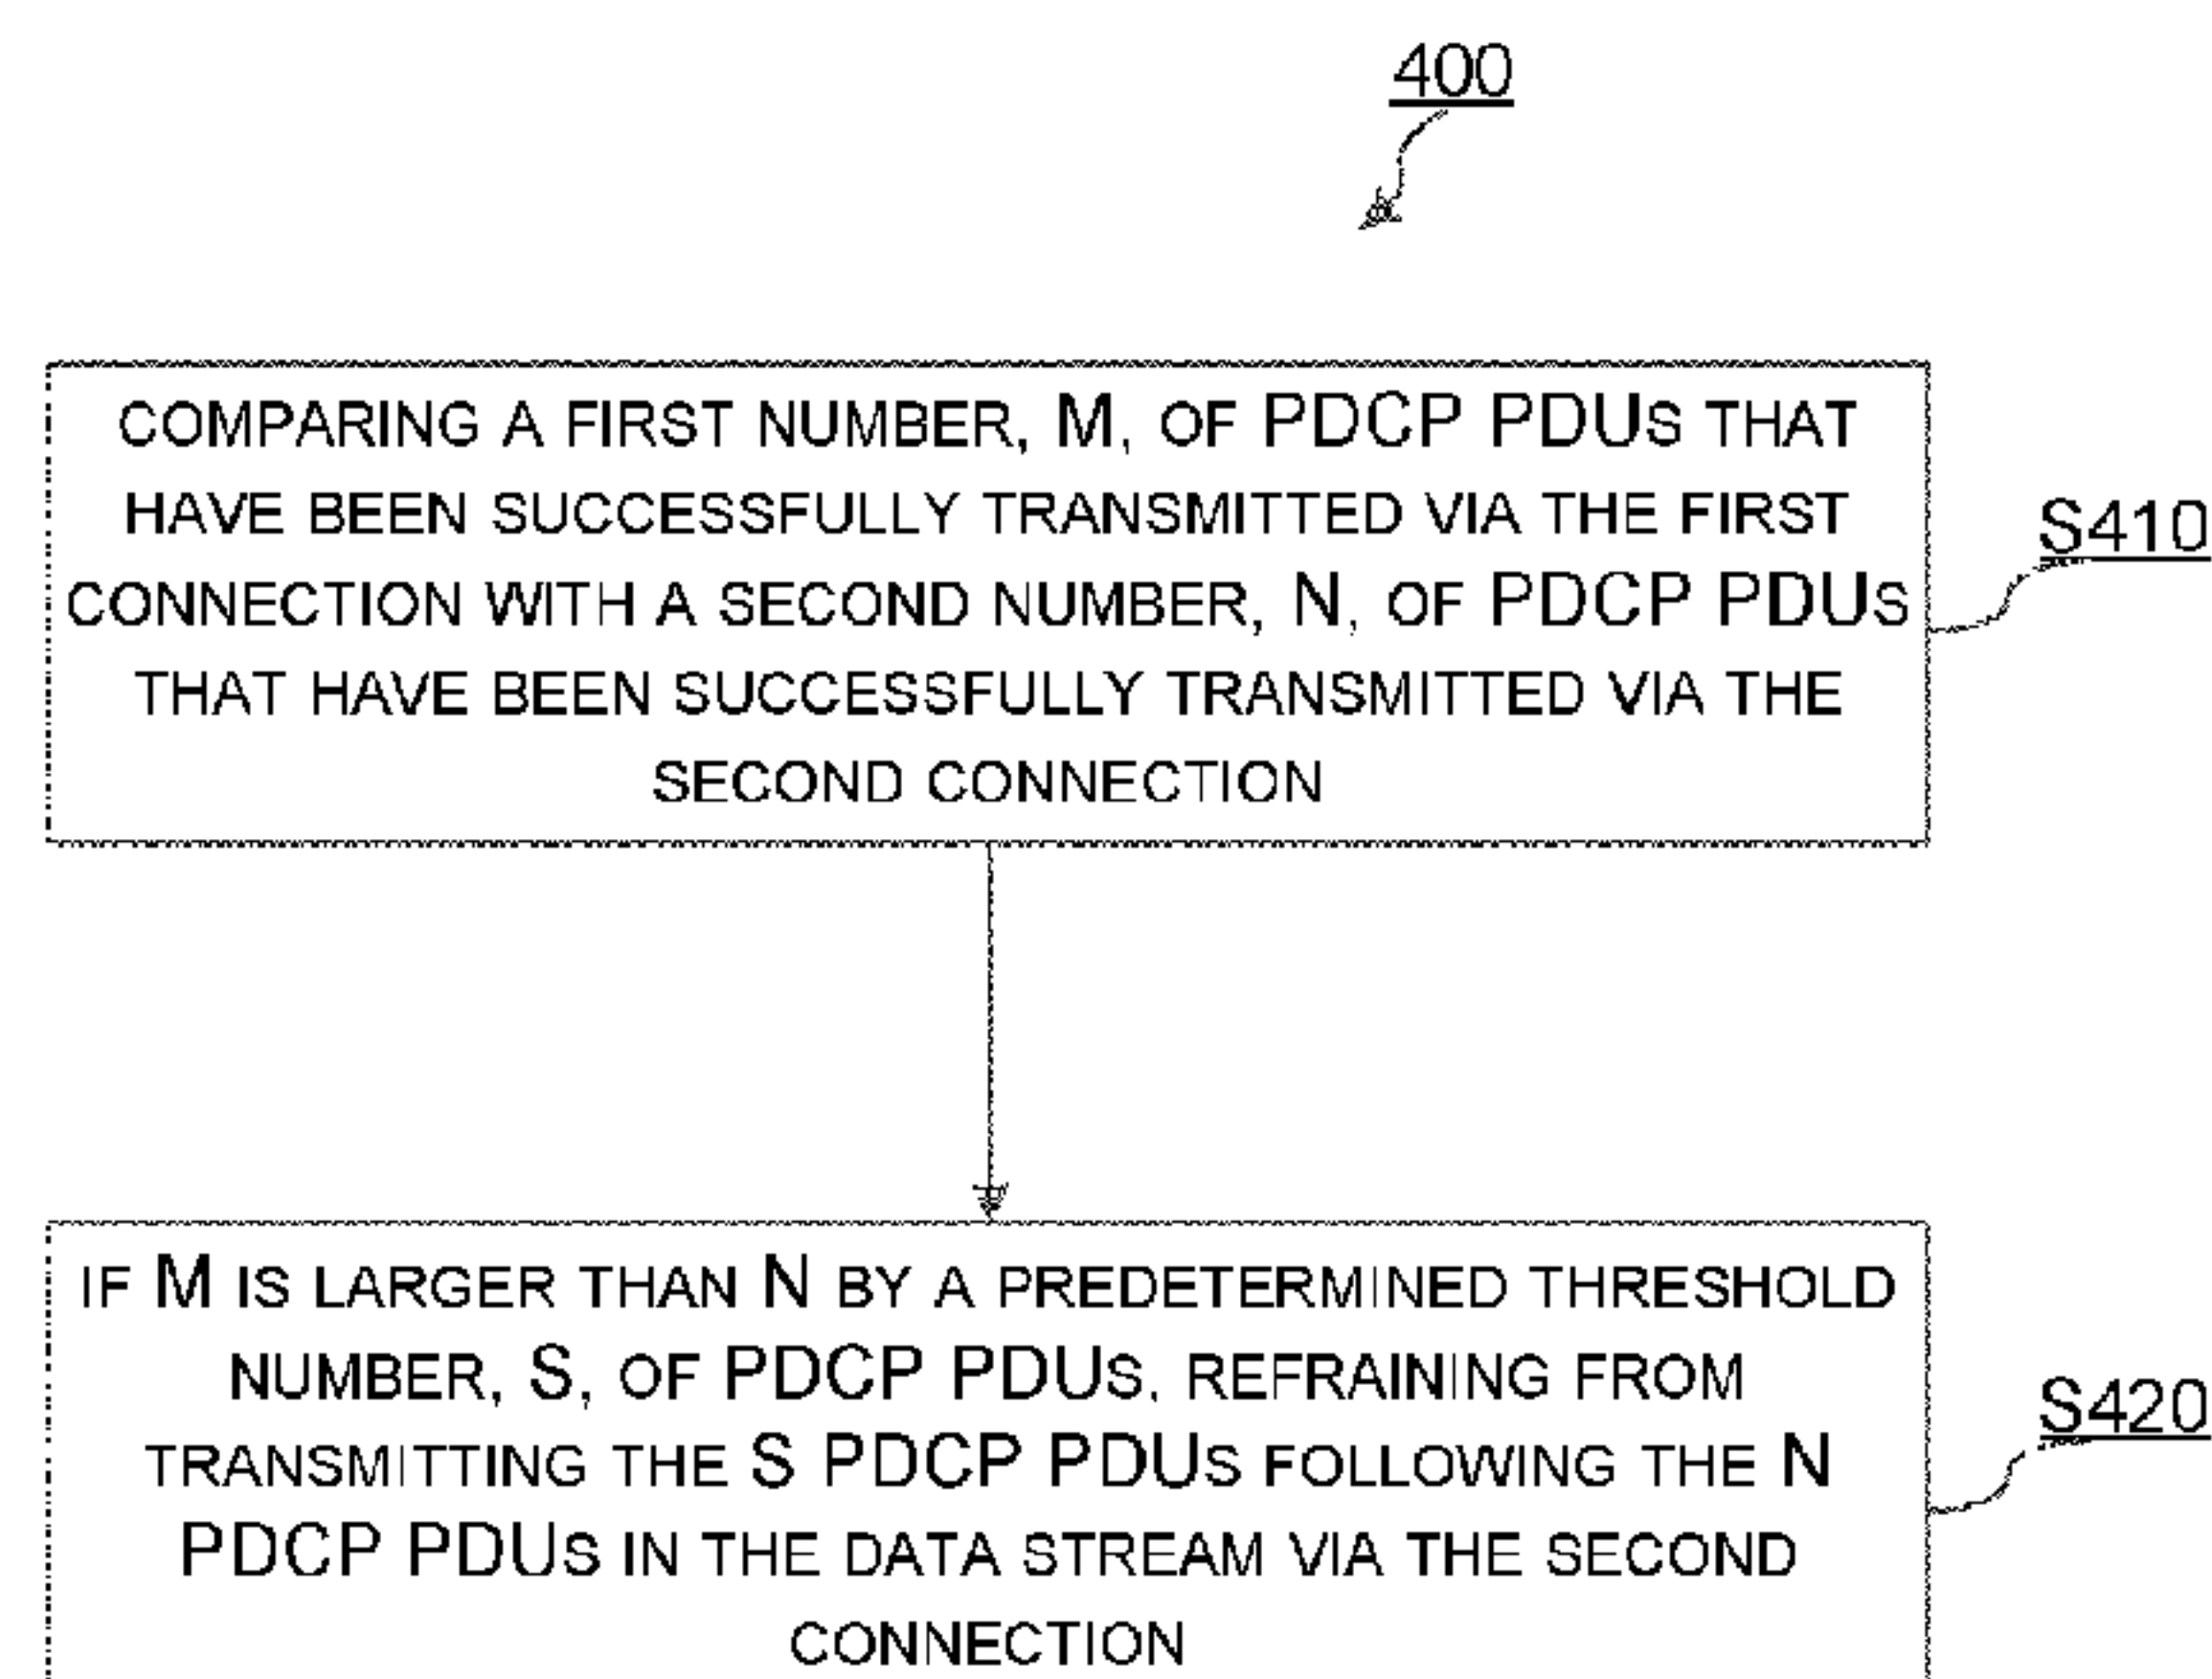 400
COMPARING A FIRST NUMBER, M, OF PDCP PDUS THAT
HAVE BEEN SUCCESSFULLY TRANSMITTED VIA THE FIRST
CONNECTION WITH A SECOND NUMBER, N, OF PDCP PDUS
THAT HAVE BEEN SUCCESSFULLY TRANSMITTED VIA THE
SECOND CONNECTION
S410
IF M IS LARGER THAN N BY A PREDETERMINED THRESHOLD
NUMBER, S, OF PDCP PDUS, REFRAINING FROM
TRANSMITTING THE S PDCP PDUS FOLLOWING THE N
PDCP PDUS IN THE DATA STREAM VIA THE SECOND
CONNECTION
S420